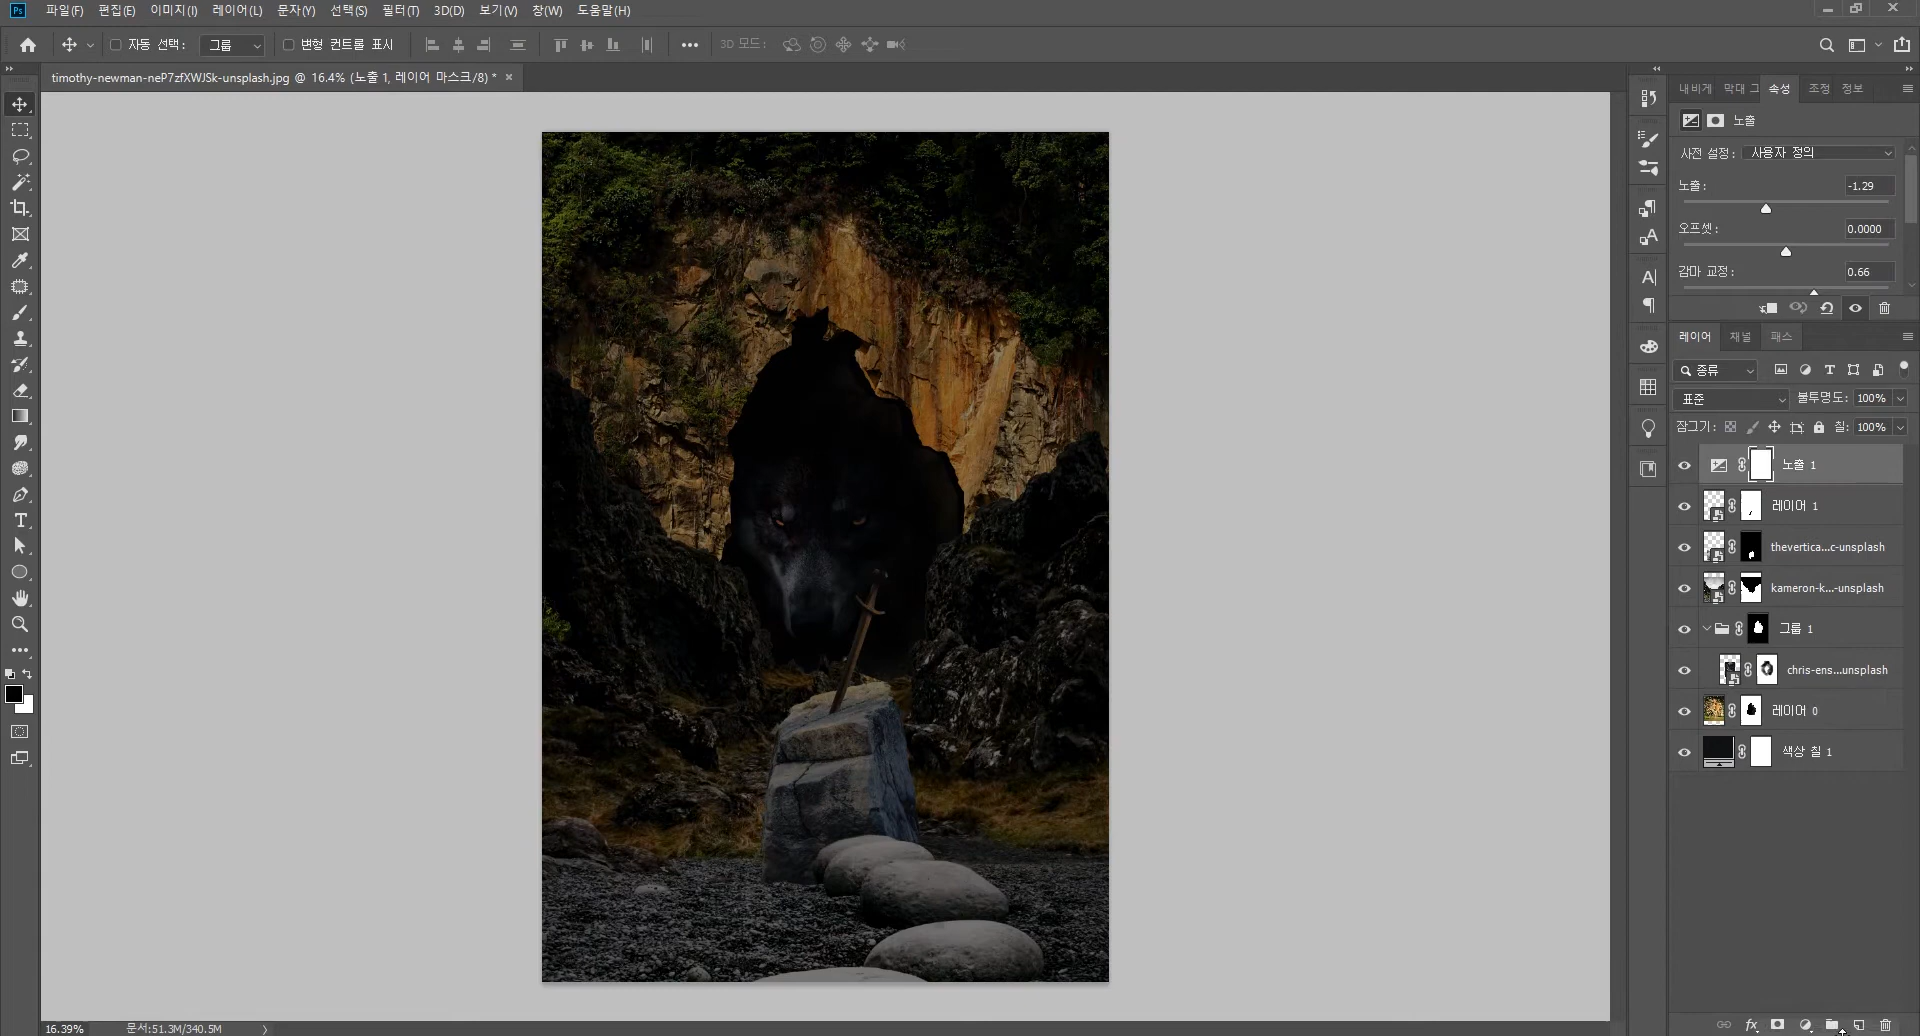 Ps 파일(F) 편집(E) 이미지(I) 레이어(L) 문자(Y) 선택(S) 필터(T) 3D(D) 보기(V) 창(W) 도움말(H)
자동 선택: 그룹 변형 컨트롤 표시 3D 모드:
timothy-newman-neP7zfXWJSk-unsplash.jpg @ 16.4% (노출 1, 레이어 마스크/8) *
내비게 막대 그 속성 조정 정보
노출
사전 설정: 사용자 정의
노출: -1.29
오프셋: 0.0000
감마 교정: 0.66
레이어 채널 패스
종류
표준 불투명도: 100%
잠그기: 칠: 100%
노출 1
레이어 1
thevertica...c-unsplash
kameron-k...-unsplash
그룹 1
chris-ens...unsplash
레이어 0
색상 칠 1
16.39% 문서:51.3M/340.5M